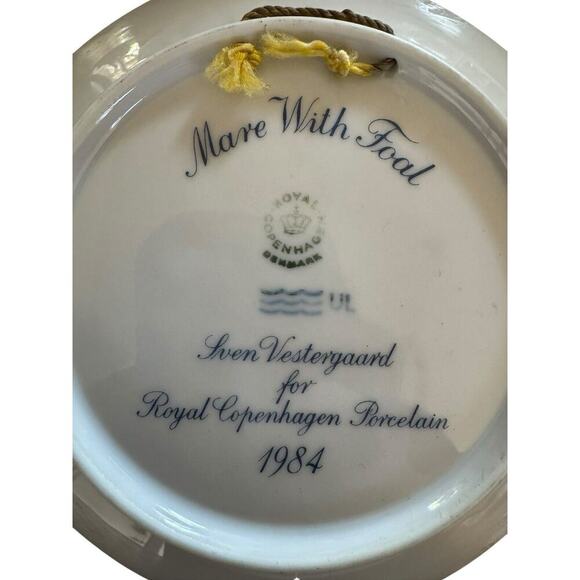 Mare With Foal
ROYAL COPENHAGEN
DENMARK
UL
Sven Vestergaard
for
Royal Copenhagen Porcelain
1984